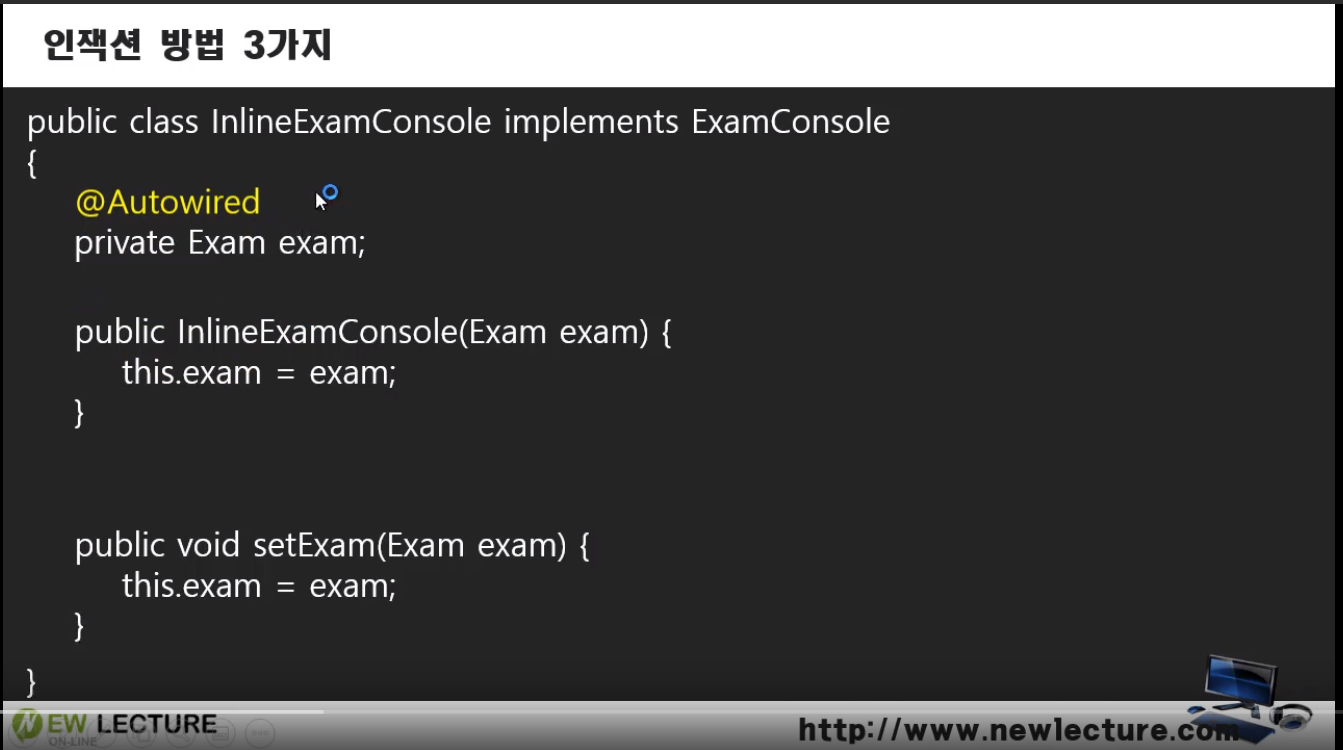 인잭션 방법 3가지
public class InlineExamConsole implements ExamConsole
{
@Autowired
private Exam exam;
public InlineExamConsole(Exam exam) {
this.exam = exam;
}
public void setExam(Exam exam) {
this.exam = exam;
}
}
NEW LECTURE
ON-LINE
http://www.newlecture.com